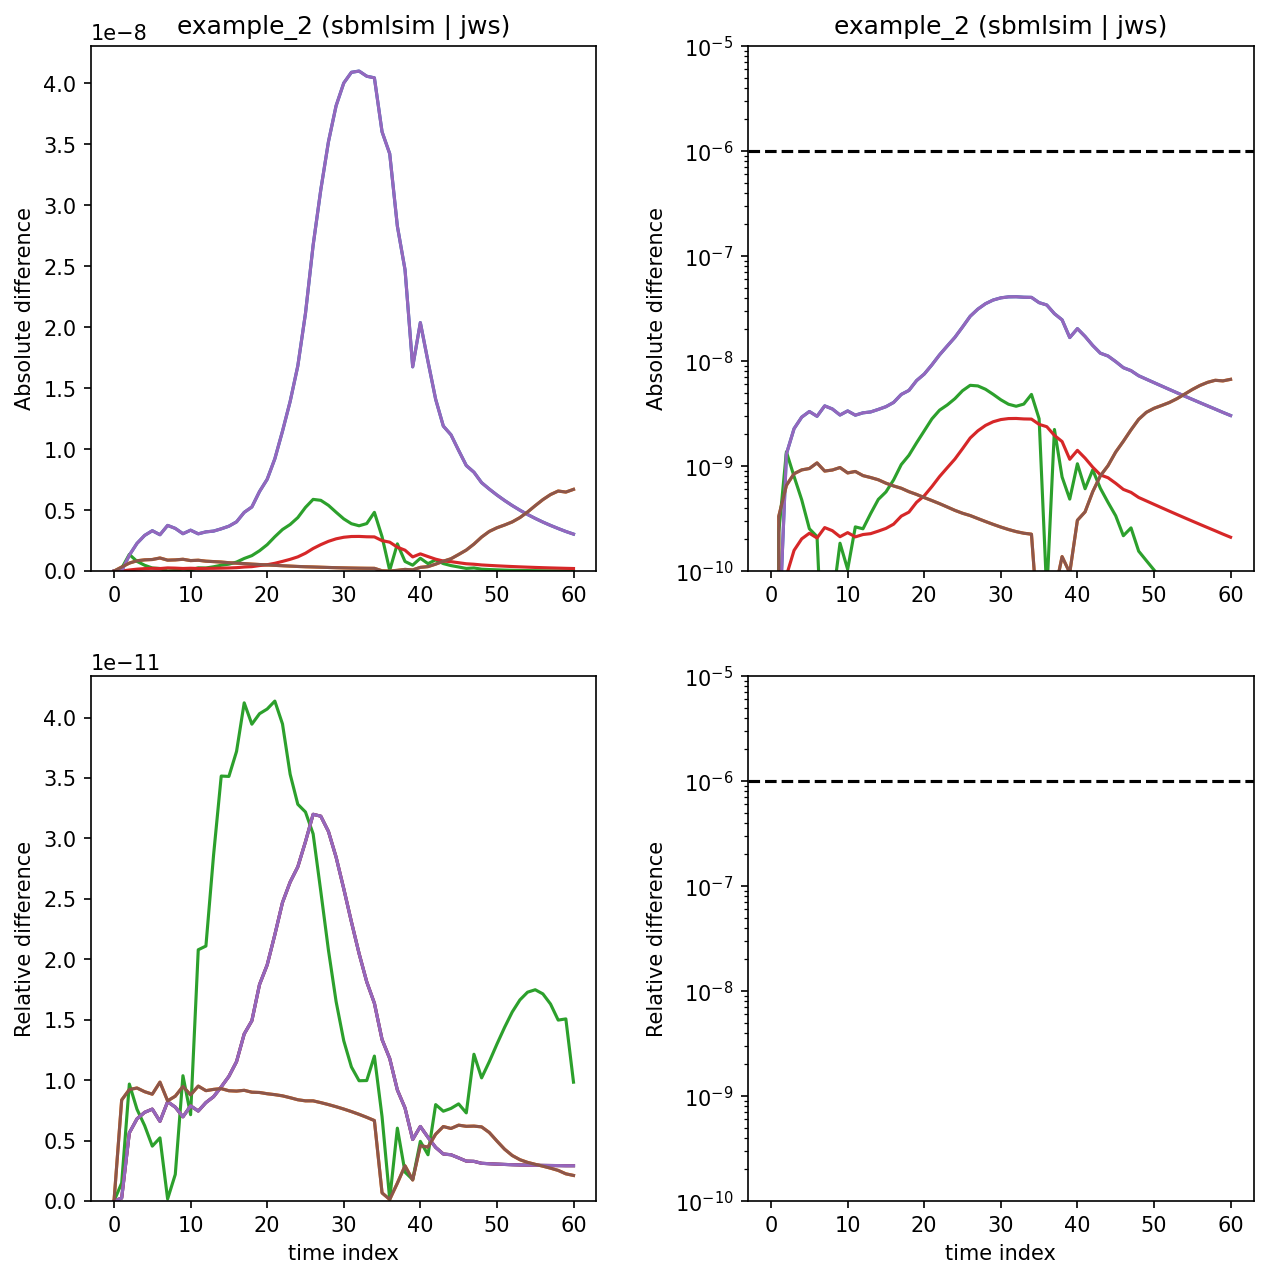 example_2 (sbmlsim | jws)
1e−8
Absolute difference
4.0
3.5
3.0
2.5
2.0
1.5
1.0
0.5
0.0
0 10 20 30 40 50 60
example_2 (sbmlsim | jws)
Absolute difference
10⁻⁵
10⁻⁶
10⁻⁷
10⁻⁸
10⁻⁹
10⁻¹⁰
0 10 20 30 40 50 60
1e−11
Relative difference
4.0
3.5
3.0
2.5
2.0
1.5
1.0
0.5
0.0
0 10 20 30 40 50 60
time index
Relative difference
10⁻⁵
10⁻⁶
10⁻⁷
10⁻⁸
10⁻⁹
10⁻¹⁰
0 10 20 30 40 50 60
time index